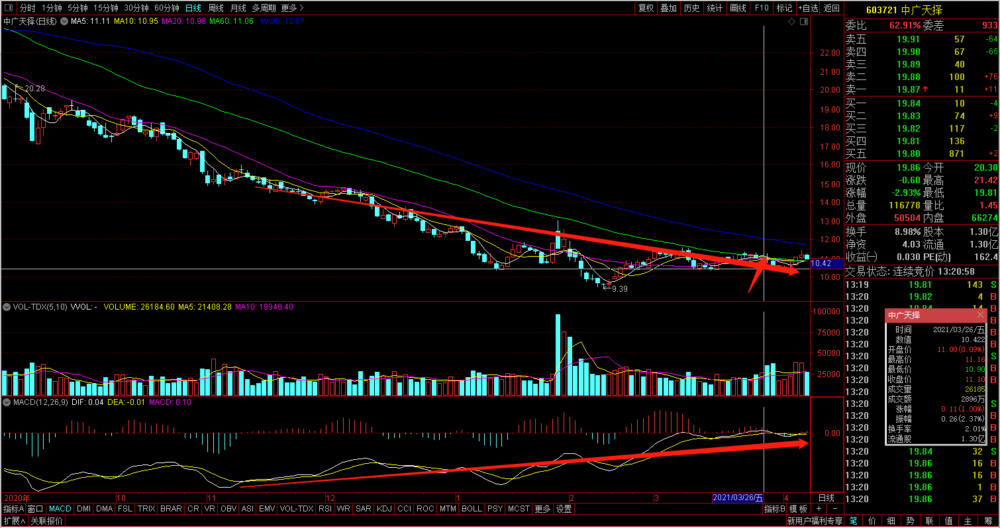 分时 1分钟 5分钟 15分钟 30分钟 60分钟 日线 周线 月线 多周期 更多 >
复权 叠加 历史 统计 画线 F10 标记 +自选 返回
中广天择(日线) MA5: 11.11 MA10: 10.95 MA20: 10.98 MA60: 11.06 MA90: 12.07
20.28
9.39
22.00
21.00
20.00
19.00
18.00
17.00
16.00
15.00
14.00
13.00
12.00
10.42
10.00
VOL-TDX(5,10) VVOL: - VOLUME: 26184.60 MA5: 21408.28 MA10: 19948.40
100000
75000
50000
25000
MACD(12,26,9) DIF: 0.04 DEA: -0.01 MACD: 0.10
0.00
2020年 10 11 12 1 2 3 2021/03/26/五 4 日线
指标A 窗口 MACD DMI DMA FSL TRIX BRAR CR VR OBV ASI EMV VOL-TDX RSI WR SAR KDJ CCI ROC MTM BOLL PSY MCST 更多 设置 指标B 模板 + -
扩展∧ 关联报价 新用户福利专享
603721 中广天择
委比 62.91% 委差 933
卖五 19.91 57 -64
卖四 19.90 67 -65
卖三 19.89 40
卖二 19.88 100 +76
卖一 19.87 11 +11
买一 19.84 10 -4
买二 19.83 74 +9
买三 19.82 117 -2
买四 19.81 136
买五 19.80 871 +2
现价 19.86 今开 20.30
涨跌 -0.60 最高 21.42
涨幅 -2.93% 最低 19.81
总量 116778 量比 1.45
外盘 50504 内盘 66274
换手 8.98% 股本 1.30亿
净资 4.03 流通 1.30亿
收益(-) 0.030 PE(动) 162.4
交易状态: 连续竞价 13:20:58
13:19 19.81 143 S
13:20 19.82 4 B
13:20 19.84 14 B
13:20 B
13:20 B
13:20 B
13:20 S
13:20 B
13:20 B
13:20 B
13:20 S
13:20 B
13:20 B
13:20 B
13:20 19.84 32 S
13:20 19.86 16 B
13:20 19.86 16 B
13:20 19.86 1 B
13:20 19.86 37 B
中广天择
时间 2021/03/26/五
数值 10.422
开盘价 11.00(0.09%)
最高价 11.16
最低价 10.90
收盘价 11.10
成交量 26185
成交额 2896万
涨幅 0.11(1.00%)
振幅 0.26(2.37%)
换手率 2.01%
流通股 1.30亿
笔 价 细 势 联 值 主 筹